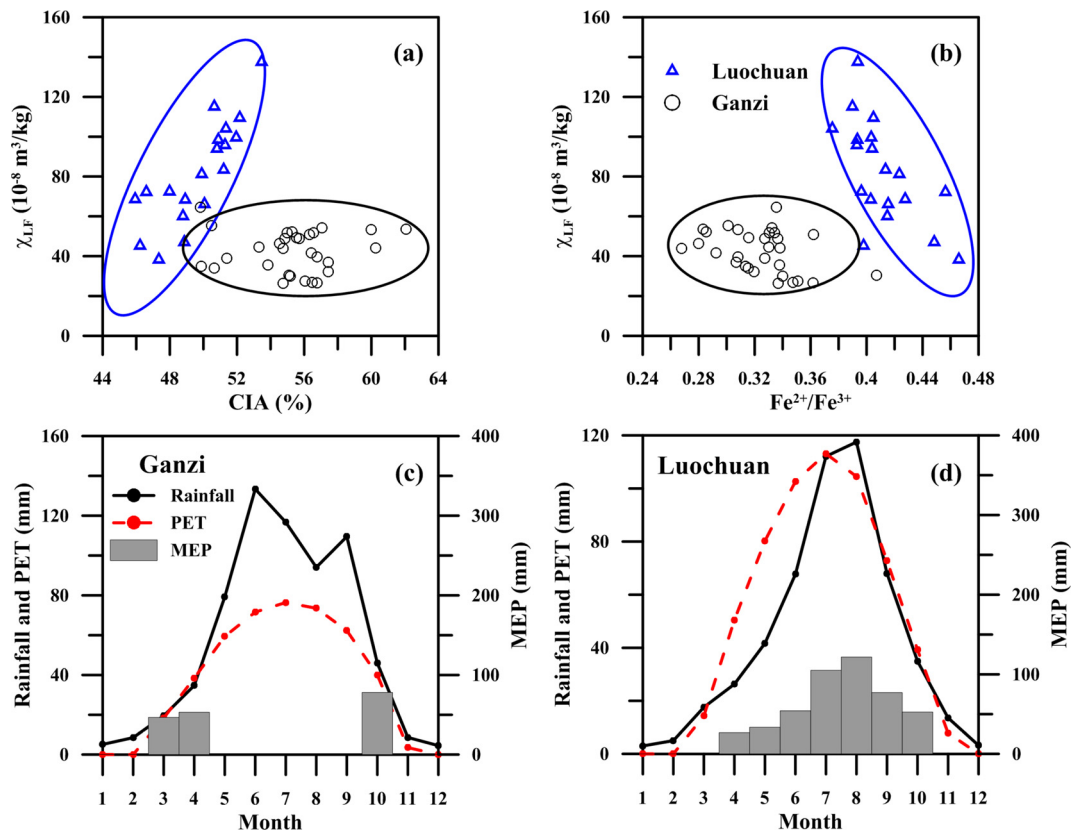 160
120
80
40
0
χLF (10⁻⁸ m³/kg)
(a)
44 48 52 56 60 64
CIA (%)
160
120
80
40
0
χLF (10⁻⁸ m³/kg)
(b)
Luochuan
Ganzi
0.24 0.28 0.32 0.36 0.4 0.44 0.48
Fe²⁺/Fe³⁺
160
120
80
40
0
Rainfall and PET (mm)
Ganzi
(c)
Rainfall
PET
MEP
400
300
200
100
0
MEP (mm)
1 2 3 4 5 6 7 8 9 10 11 12
Month
120
80
40
0
Rainfall and PET (mm)
Luochuan
(d)
400
300
200
100
0
MEP (mm)
1 2 3 4 5 6 7 8 9 10 11 12
Month